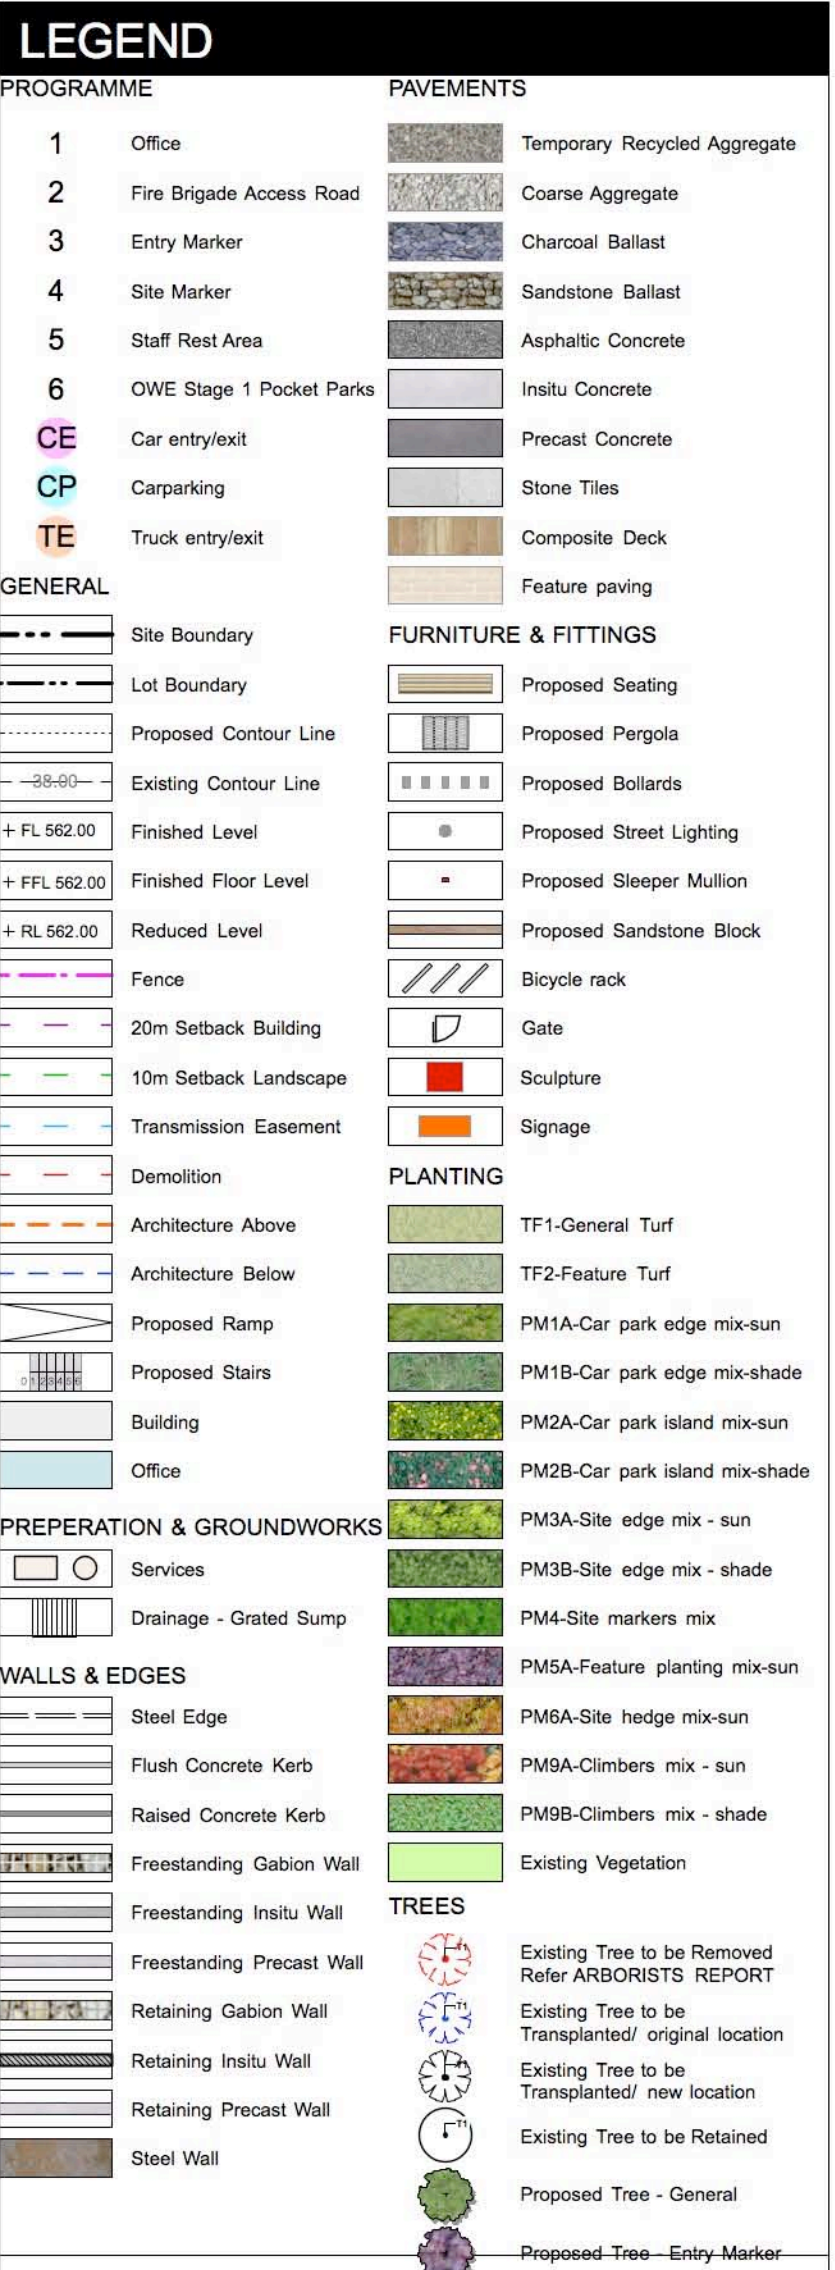 LEGEND
PROGRAMME
1 Office
2 Fire Brigade Access Road
3 Entry Marker
4 Site Marker
5 Staff Rest Area
6 OWE Stage 1 Pocket Parks
CE Car entry/exit
CP Carparking
TE Truck entry/exit
GENERAL
Site Boundary
Lot Boundary
Proposed Contour Line
38.00 Existing Contour Line
+ FL 562.00 Finished Level
+ FFL 562.00 Finished Floor Level
+ RL 562.00 Reduced Level
Fence
20m Setback Building
10m Setback Landscape
Transmission Easement
Demolition
Architecture Above
Architecture Below
Proposed Ramp
0 1 2 3 4 5 6 Proposed Stairs
Building
Office
PREPERATION & GROUNDWORKS
Services
Drainage - Grated Sump
WALLS & EDGES
Steel Edge
Flush Concrete Kerb
Raised Concrete Kerb
Freestanding Gabion Wall
Freestanding Insitu Wall
Freestanding Precast Wall
Retaining Gabion Wall
Retaining Insitu Wall
Retaining Precast Wall
Steel Wall
PAVEMENTS
Temporary Recycled Aggregate
Coarse Aggregate
Charcoal Ballast
Sandstone Ballast
Asphaltic Concrete
Insitu Concrete
Precast Concrete
Stone Tiles
Composite Deck
Feature paving
FURNITURE & FITTINGS
Proposed Seating
Proposed Pergola
Proposed Bollards
Proposed Street Lighting
Proposed Sleeper Mullion
Proposed Sandstone Block
Bicycle rack
Gate
Sculpture
Signage
PLANTING
TF1-General Turf
TF2-Feature Turf
PM1A-Car park edge mix-sun
PM1B-Car park edge mix-shade
PM2A-Car park island mix-sun
PM2B-Car park island mix-shade
PM3A-Site edge mix - sun
PM3B-Site edge mix - shade
PM4-Site markers mix
PM5A-Feature planting mix-sun
PM6A-Site hedge mix-sun
PM9A-Climbers mix - sun
PM9B-Climbers mix - shade
Existing Vegetation
TREES
T1 Existing Tree to be Removed
Refer ARBORISTS REPORT
T1 Existing Tree to be
Transplanted/ original location
T1 Existing Tree to be
Transplanted/ new location
T1 Existing Tree to be Retained
Proposed Tree - General
Proposed Tree - Entry Marker